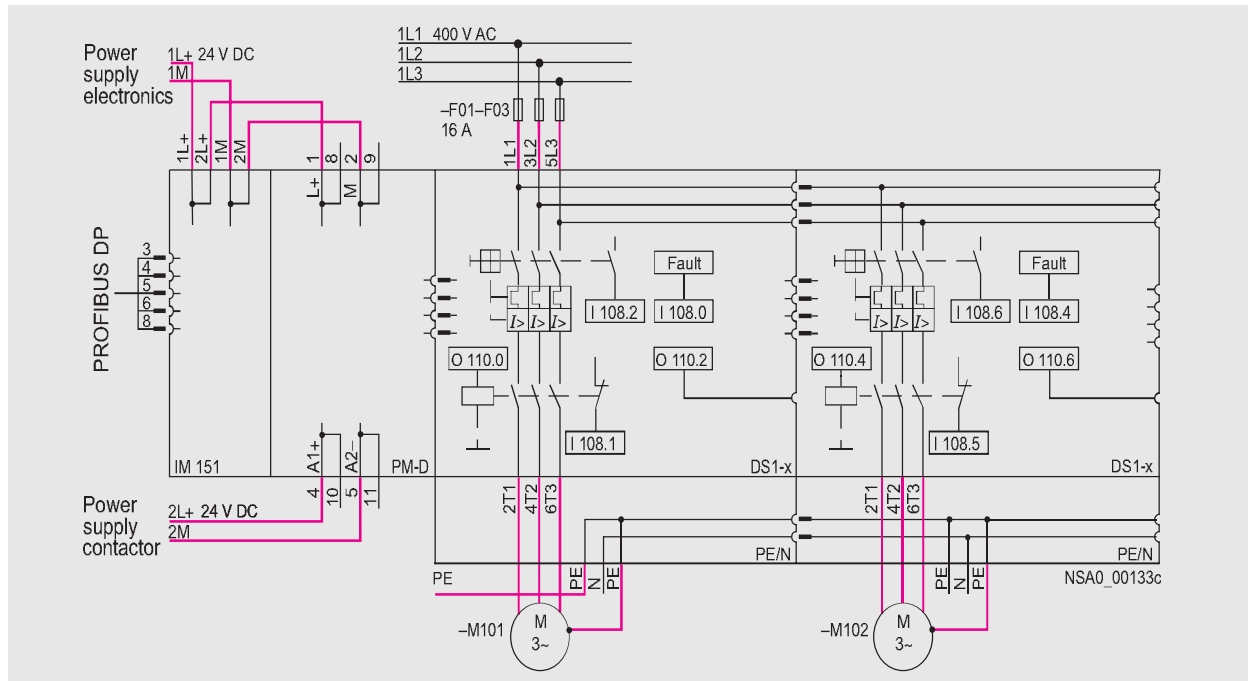 Power
supply
electronics
1L+ 24 V DC
1M
1L1 400 V AC
1L2
1L3
–F01–F03
16 A
1L+
2L+
1M
2M
1
8
2
9
1L1
3L2
5L3
L+
M
PROFIBUS DP
3
4
5
6
8
Fault
I 108.2
I 108.0
I>
I>
I>
O 110.0
O 110.2
I 108.1
Fault
I 108.6
I 108.4
I>
I>
I>
O 110.4
O 110.6
I 108.5
A1+
A2–
IM 151
PM-D
DS1-x
DS1-x
4
10
5
11
2T1
4T2
6T3
2T1
4T2
6T3
Power
supply
contactor
2L+ 24 V DC
2M
PE/N
PE/N
PE
PE
N
PE
PE
N
PE
NSA0_00133c
–M101
M
3~
–M102
M
3~